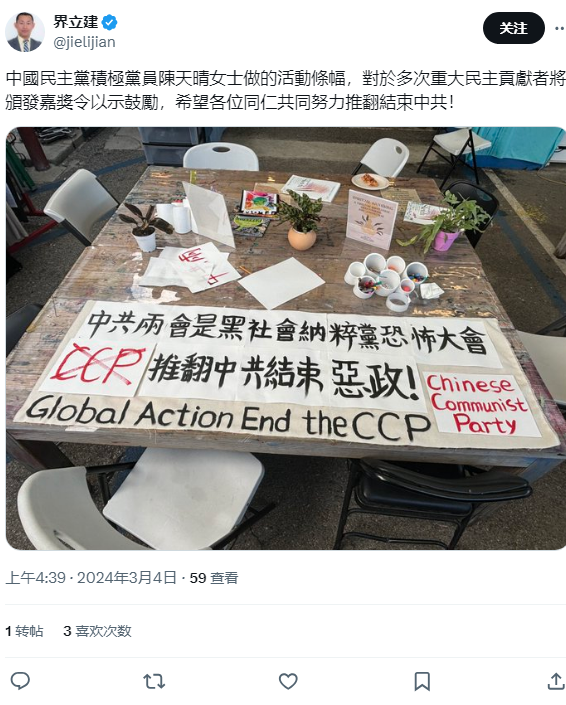 界立建
@jielijian
关注
中國民主黨積極黨員陳天晴女士做的活動條幅，對於多次重大民主貢獻者將
頒發嘉獎令以示鼓勵，希望各位同仁共同努力推翻結束中共！
中共兩會是黑社會納粹黨恐怖大會
CCP
推翻中共結束惡政！
Chinese
Communist
Party
Global Action End the CCP
上午4:39 · 2024年3月4日 · 59 查看
1 转帖 3 喜欢次数